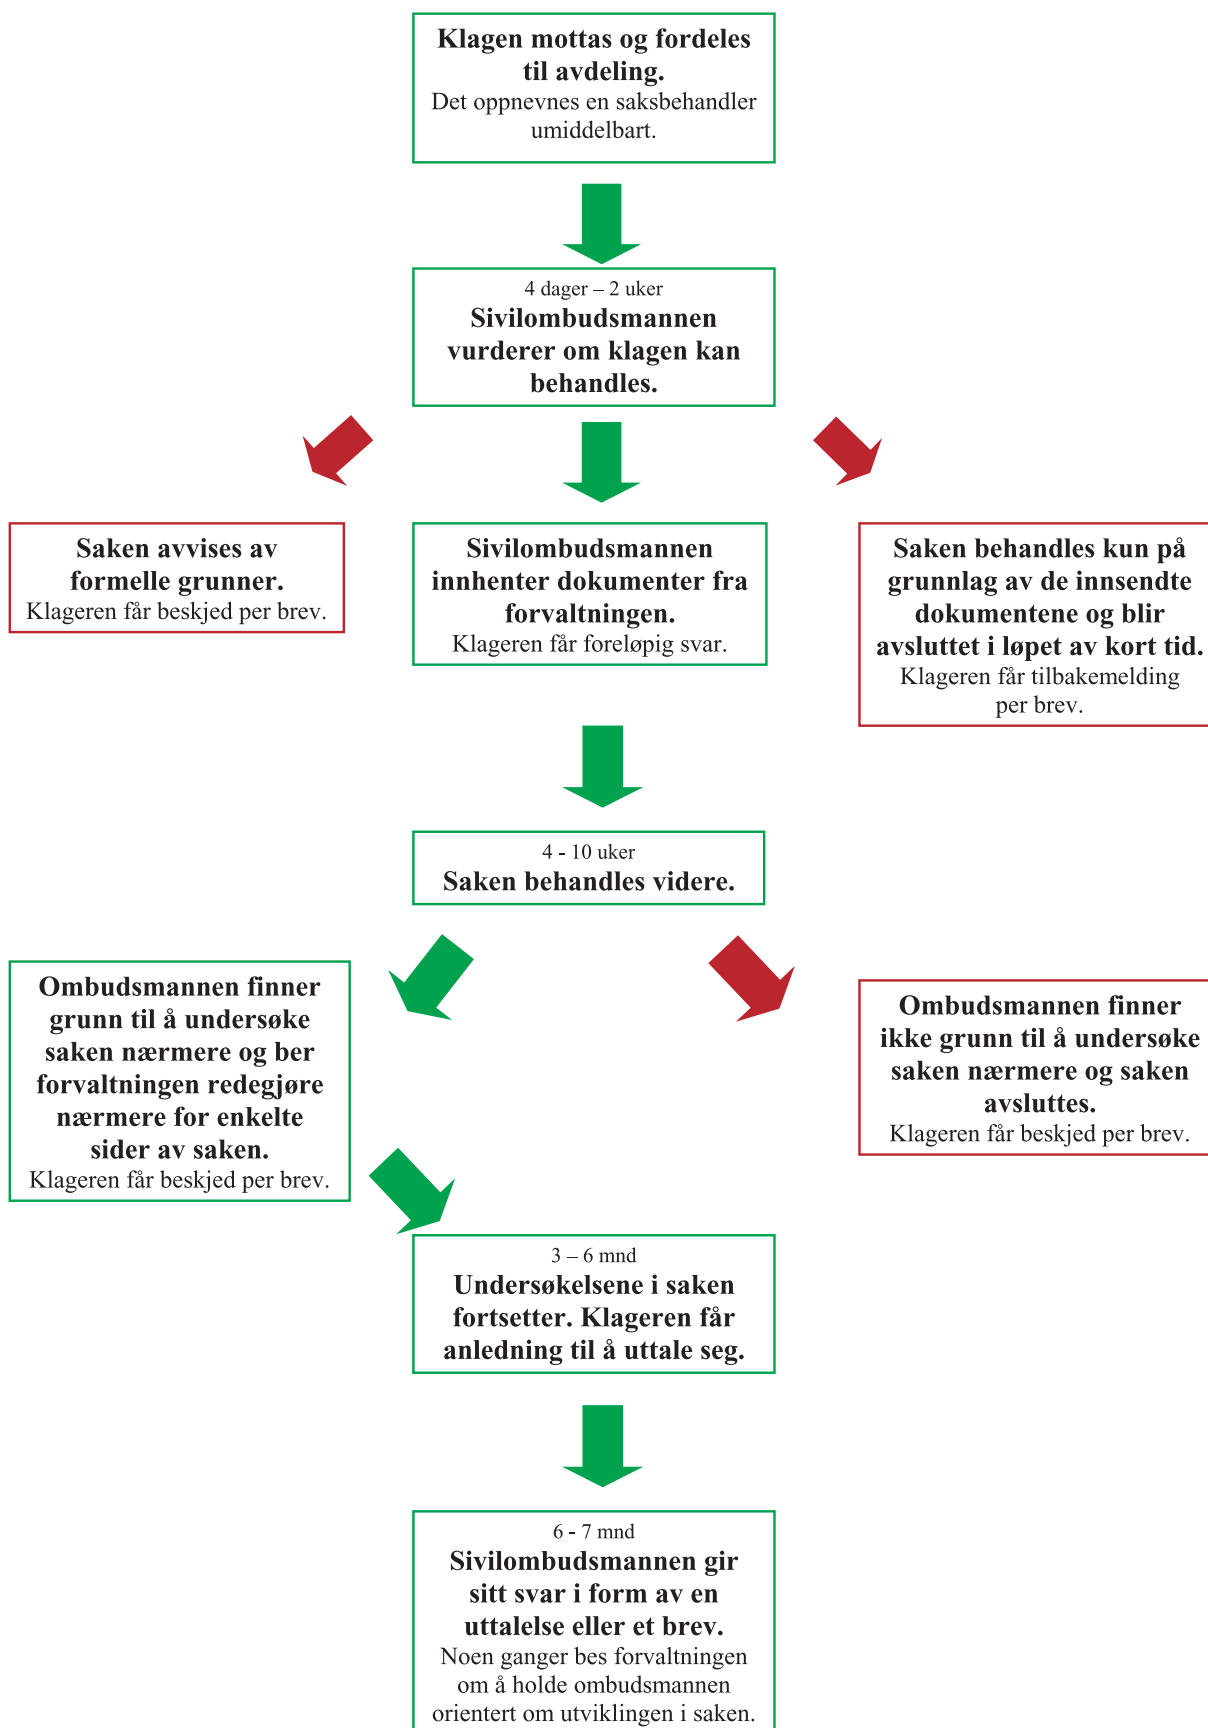 Klagen mottas og fordeles
til avdeling.
Det oppnevnes en saksbehandler
umiddelbart.
4 dager – 2 uker
Sivilombudsmannen
vurderer om klagen kan
behandles.
Saken avvises av
formelle grunner.
Klageren får beskjed per brev.
Sivilombudsmannen
innhenter dokumenter fra
forvaltningen.
Klageren får foreløpig svar.
Saken behandles kun på
grunnlag av de innsendte
dokumentene og blir
avsluttet i løpet av kort tid.
Klageren får tilbakemelding
per brev.
4 - 10 uker
Saken behandles videre.
Ombudsmannen finner
grunn til å undersøke
saken nærmere og ber
forvaltningen redegjøre
nærmere for enkelte
sider av saken.
Klageren får beskjed per brev.
Ombudsmannen finner
ikke grunn til å undersøke
saken nærmere og saken
avsluttes.
Klageren får beskjed per brev.
3 – 6 mnd
Undersøkelsene i saken
fortsetter. Klageren får
anledning til å uttale seg.
6 - 7 mnd
Sivilombudsmannen gir
sitt svar i form av en
uttalelse eller et brev.
Noen ganger bes forvaltningen
om å holde ombudsmannen
orientert om utviklingen i saken.